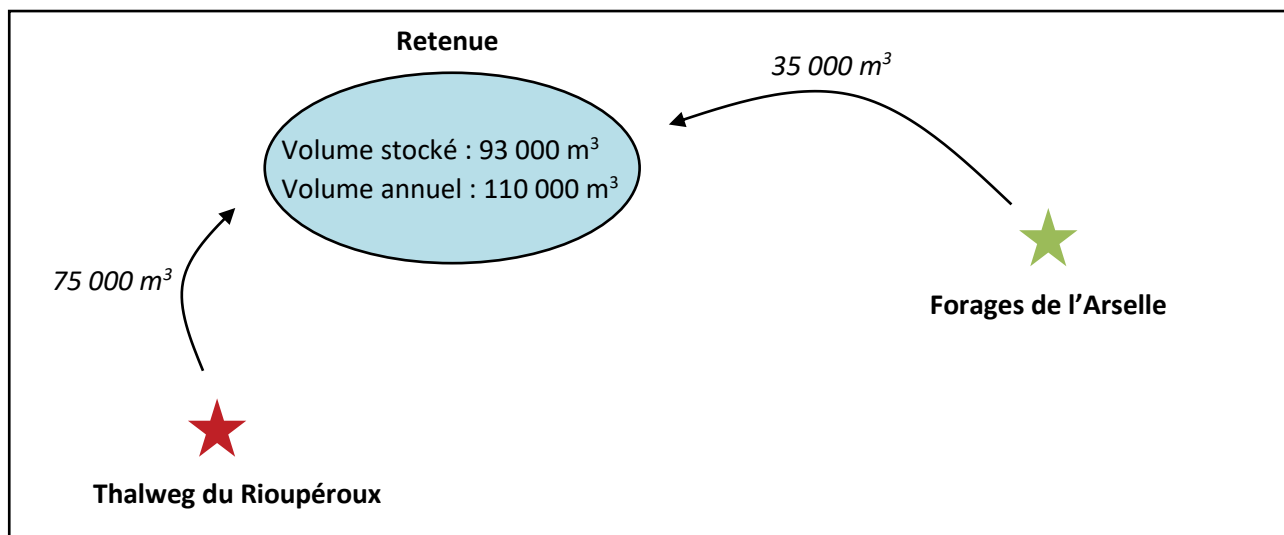 Retenue
35 000 m³
Volume stocké : 93 000 m³
Volume annuel : 110 000 m³
75 000 m³
Forages de l’Arselle
Thalweg du Rioupéroux